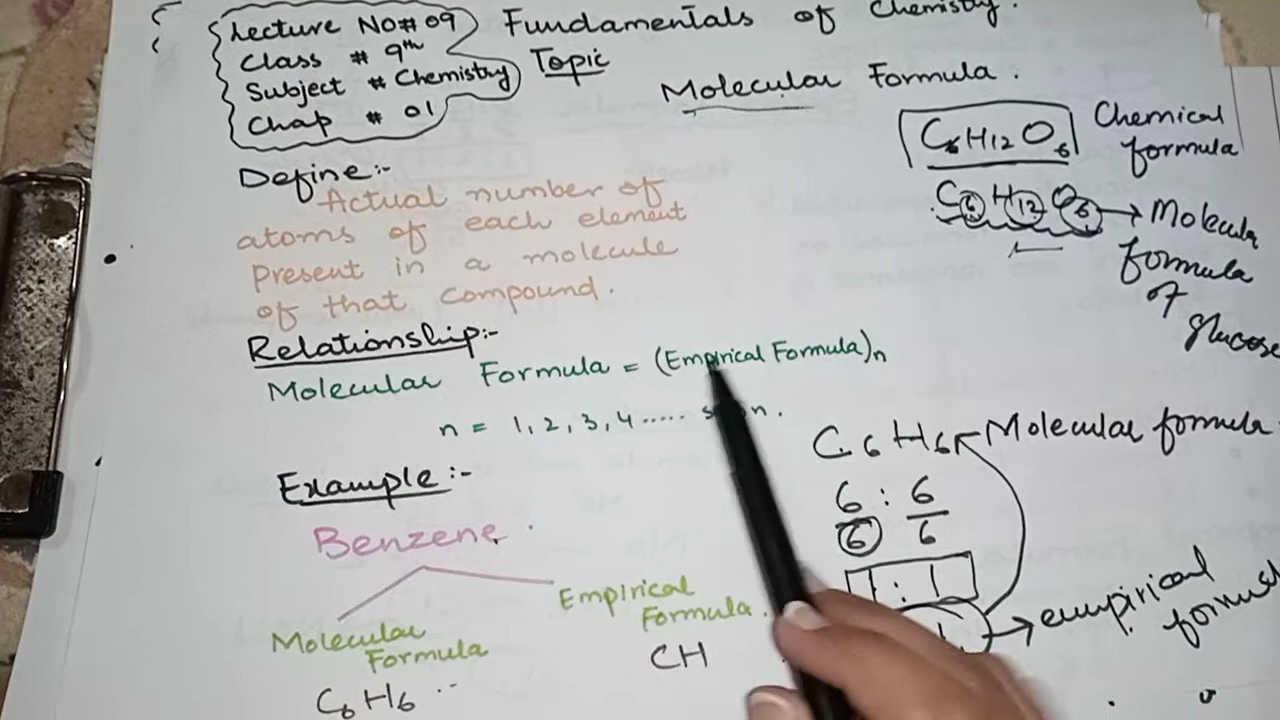 Lecture No# 09
Class # 9th
Subject # Chemistry
Chap # 01
Fundamentals of Chemistry.
Topic
Molecular Formula.
C6H12O6
Chemical
formula
C6H12O6 → Molecular
formula
of
glucose
Define:-
Actual number of
atoms of each element
present in a molecule
of that compound.
Relationship:-
Molecular Formula = (Empirical Formula)n
n = 1, 2, 3, 4 .....
Example:-
Benzene
Molecular
Formula
C6H6
Empirical
Formula.
CH
C6H6 ← Molecular formula
6 : 6
6 6
1 : 1
→ empirical